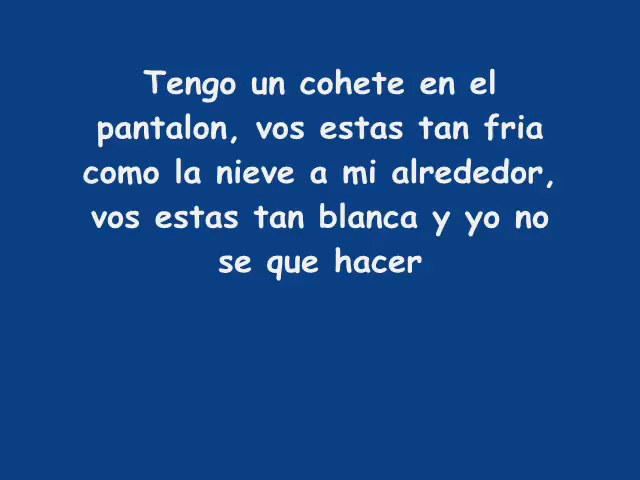 Tengo un cohete en el
pantalon, vos estas tan fria
como la nieve a mi alrededor,
vos estas tan blanca y yo no
se que hacer